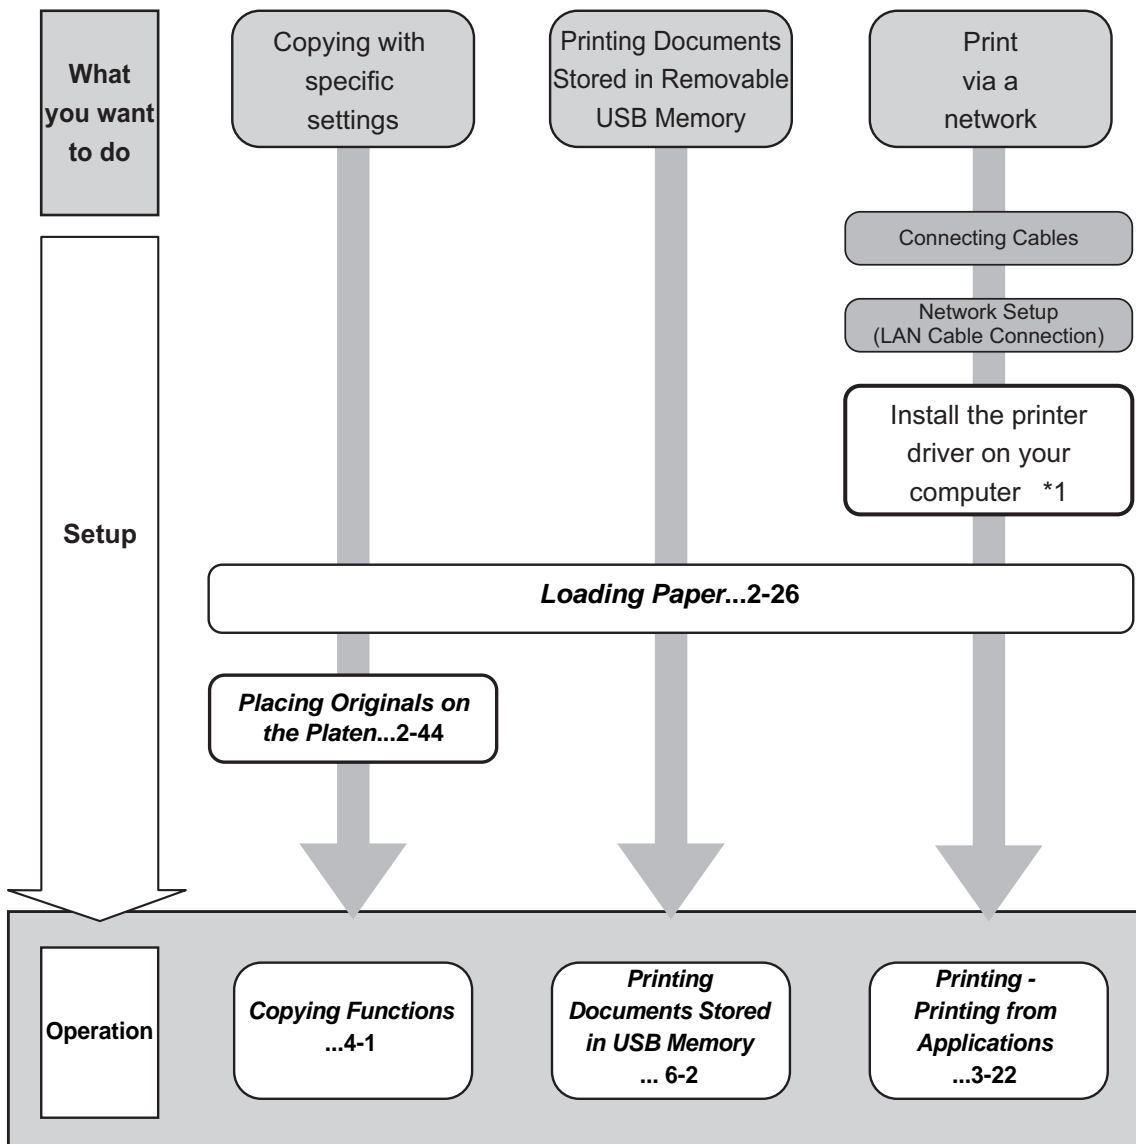 What
you want
to do
Copying with
specific
settings
Printing Documents
Stored in Removable
USB Memory
Print
via a
network
Connecting Cables
Network Setup
(LAN Cable Connection)
Install the printer
driver on your
computer *1
Setup
Loading Paper...2-26
Placing Originals on
the Platen...2-44
Operation
Copying Functions
...4-1
Printing
Documents Stored
in USB Memory
... 6-2
Printing -
Printing from
Applications
...3-22